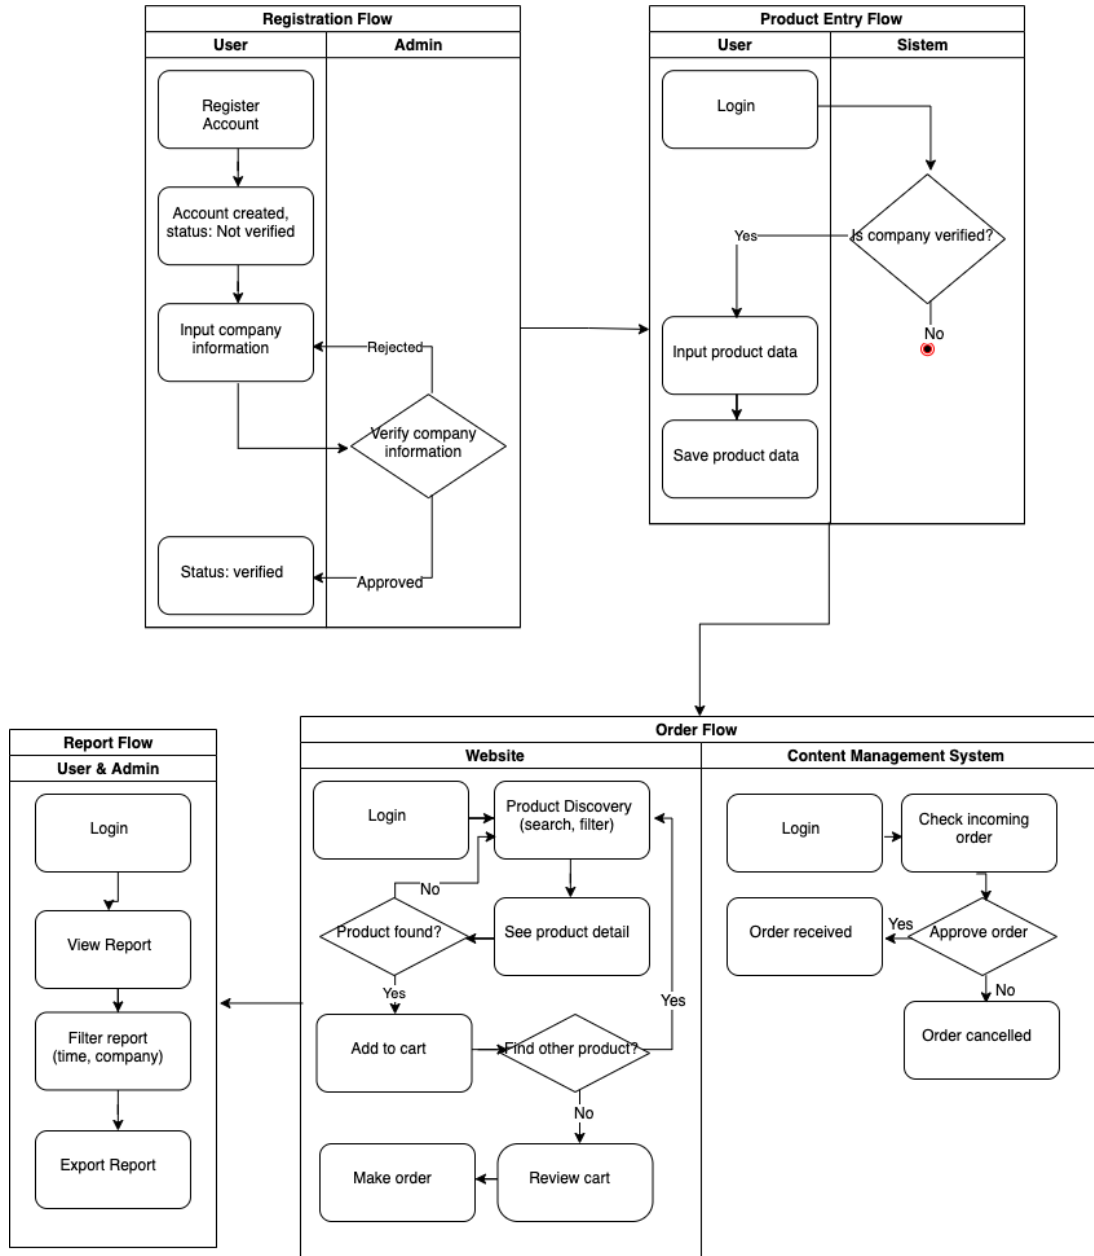 Registration Flow
User
Admin
Register
Account
Account created,
status: Not verified
Input company
information
Rejected
Verify company
information
Approved
Status: verified
Product Entry Flow
User
Sistem
Login
Is company verified?
Yes
No
Input product data
Save product data
Report Flow
User & Admin
Login
View Report
Filter report
(time, company)
Export Report
Order Flow
Website
Content Management System
Login
Product Discovery
(search, filter)
No
Product found?
See product detail
Yes
Yes
Add to cart
Find other product?
No
Make order
Review cart
Login
Check incoming
order
Order received
Yes
Approve order
No
Order cancelled